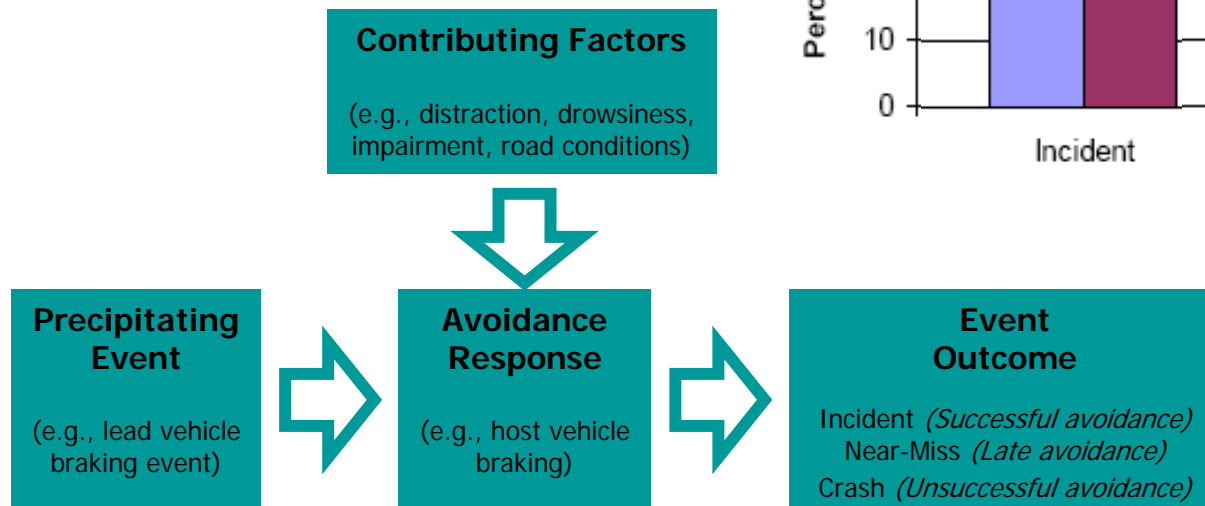 Contributing Factors
(e.g., distraction, drowsiness,
impairment, road conditions)
10
0
Incident
Precipitating
Event
(e.g., lead vehicle
braking event)
Avoidance
Response
(e.g., host vehicle
braking)
Event
Outcome
Incident (Successful avoidance)
Near-Miss (Late avoidance)
Crash (Unsuccessful avoidance)